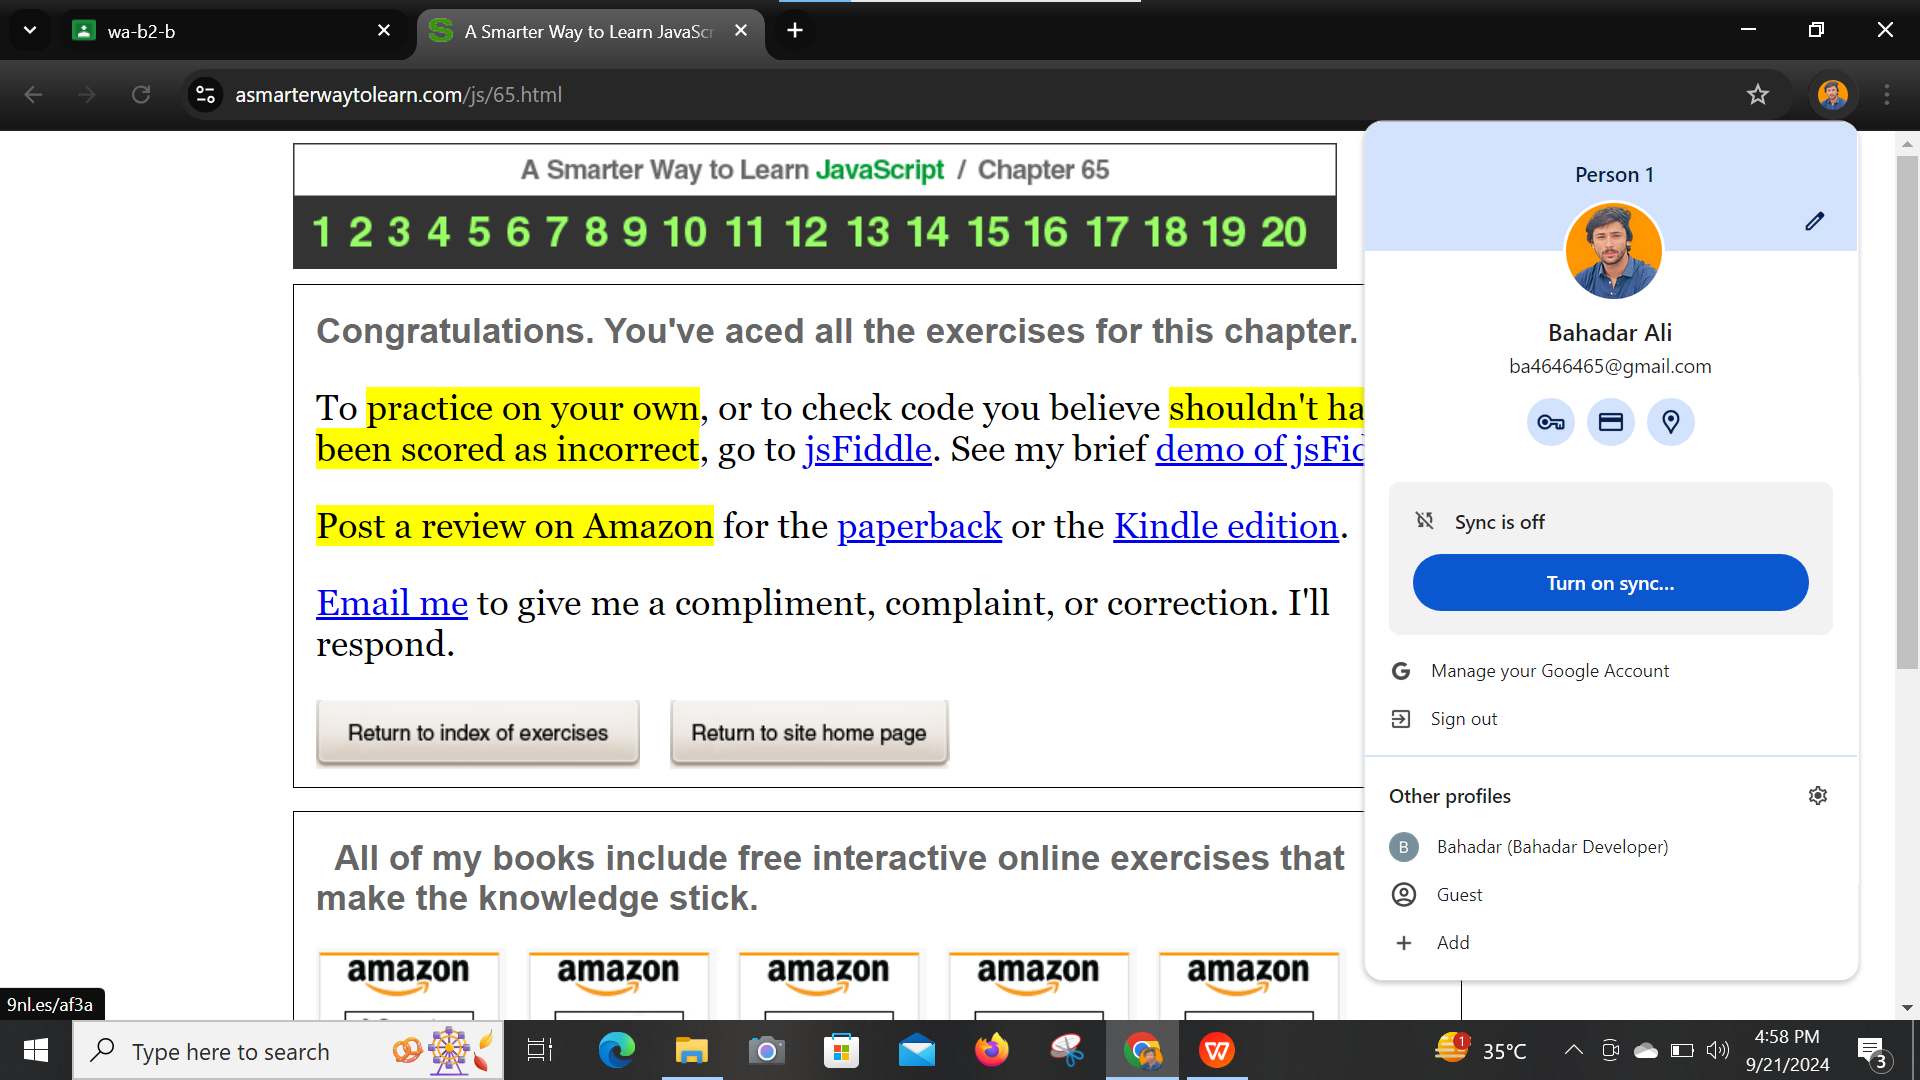 wa-b2-b
A Smarter Way to Learn JavaScr
asmarterwaytolearn.com/js/65.html
A Smarter Way to Learn JavaScript / Chapter 65
1 2 3 4 5 6 7 8 9 10 11 12 13 14 15 16 17 18 19 20
Congratulations. You've aced all the exercises for this chapter.
To practice on your own, or to check code you believe shouldn't ha
been scored as incorrect, go to jsFiddle. See my brief demo of jsFid
Post a review on Amazon for the paperback or the Kindle edition.
Email me to give me a compliment, complaint, or correction. I'll
respond.
Return to index of exercises
Return to site home page
All of my books include free interactive online exercises that
make the knowledge stick.
amazon amazon amazon amazon amazon
Person 1
Bahadar Ali
ba4646465@gmail.com
Sync is off
Turn on sync...
Manage your Google Account
Sign out
Other profiles
B Bahadar (Bahadar Developer)
Guest
Add
9nl.es/af3a
Type here to search
1
35°C
4:58 PM
9/21/2024
3